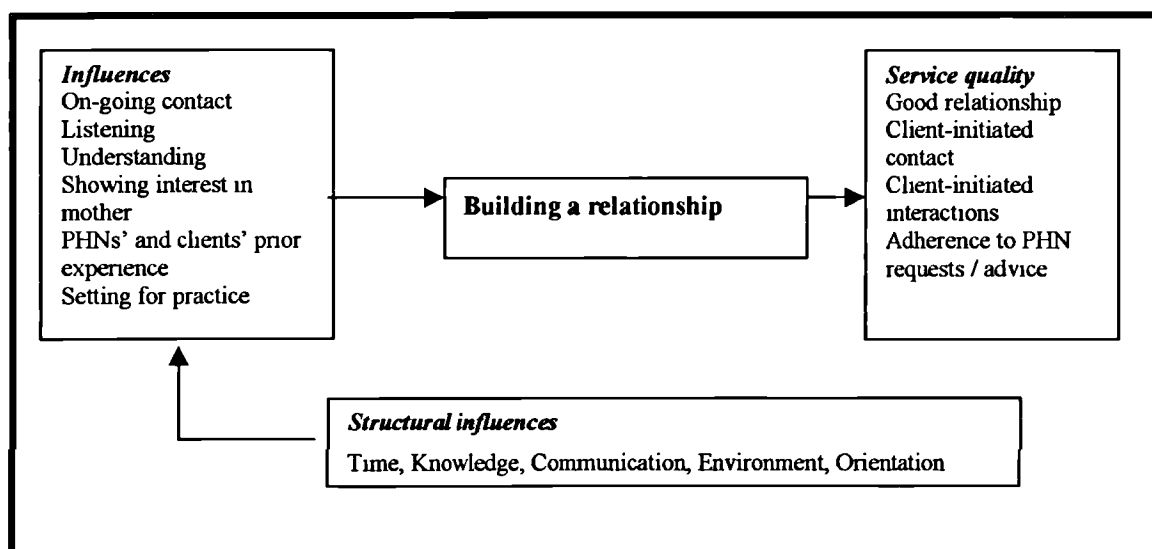 Influences
On-going contact
Listening
Understanding
Showing interest in
mother
PHNs' and clients' prior
experience
Setting for practice
Building a relationship
Service quality
Good relationship
Client-initiated
contact
Client-initiated
interactions
Adherence to PHN
requests / advice
Structural influences
Time, Knowledge, Communication, Environment, Orientation